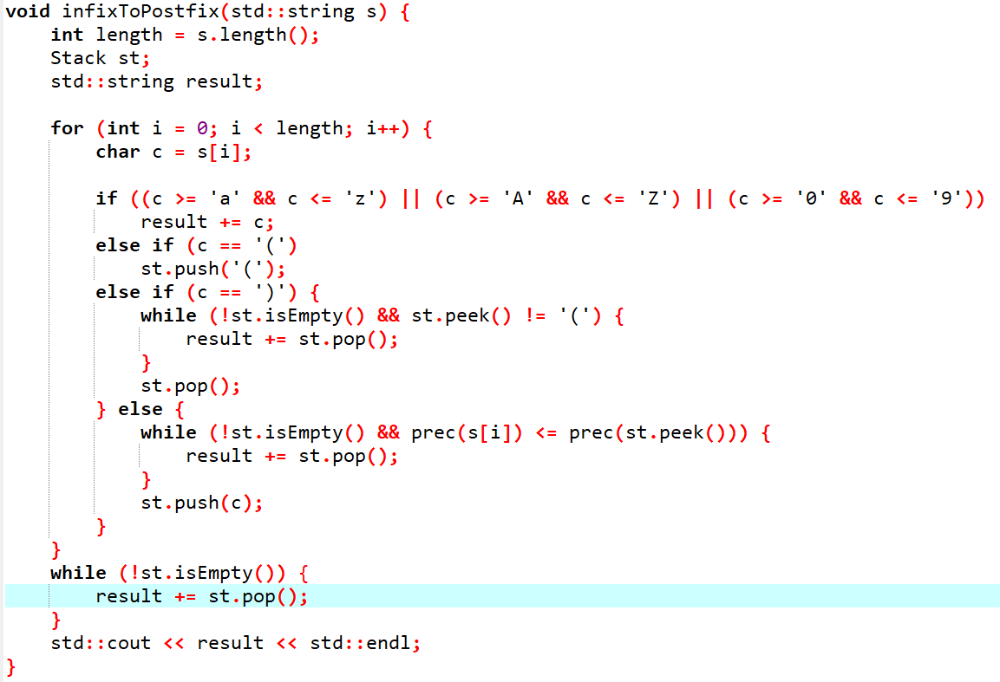 void infixToPostfix(std::string s) {
    int length = s.length();
    Stack st;
    std::string result;

    for (int i = 0; i < length; i++) {
        char c = s[i];

        if ((c >= 'a' && c <= 'z') || (c >= 'A' && c <= 'Z') || (c >= '0' && c <= '9'))
            result += c;
        else if (c == '(')
            st.push('(');
        else if (c == ')') {
            while (!st.isEmpty() && st.peek() != '(') {
                result += st.pop();
            }
            st.pop();
        } else {
            while (!st.isEmpty() && prec(s[i]) <= prec(st.peek())) {
                result += st.pop();
            }
            st.push(c);
        }
    }
    while (!st.isEmpty()) {
        result += st.pop();
    }
    std::cout << result << std::endl;
}